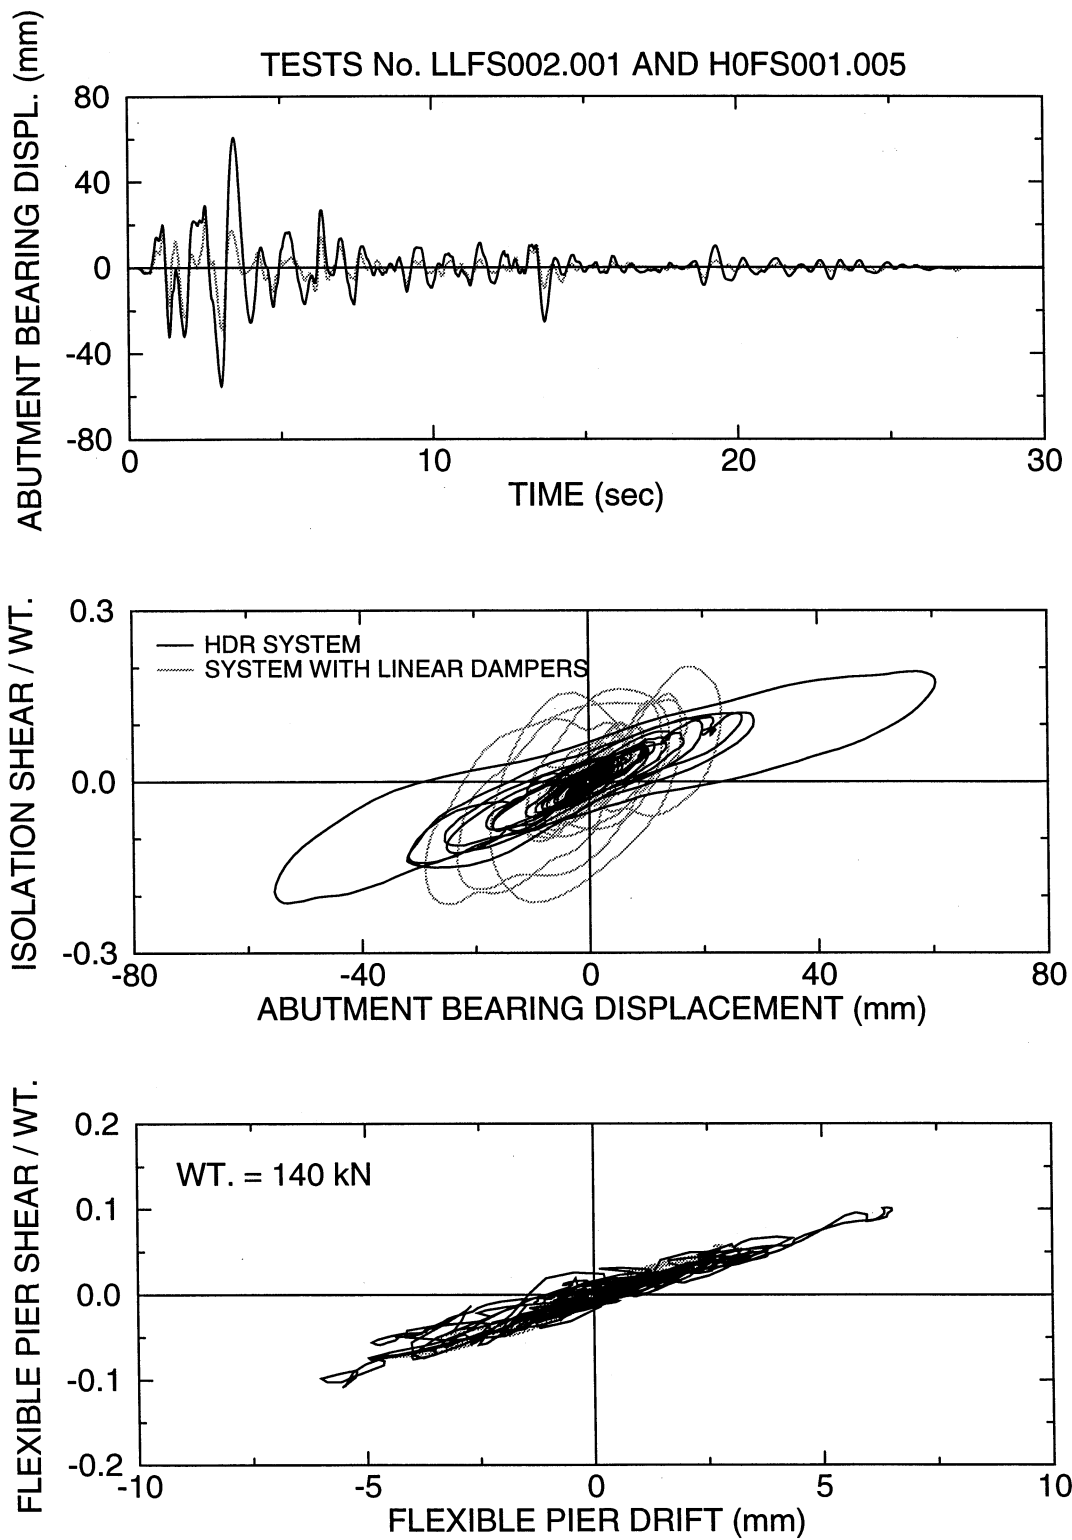 TESTS No. LLFS002.001 AND H0FS001.005
ABUTMENT BEARING DISPL. (mm)
80
40
0
-40
-80
0 10 20 30
TIME (sec)
ISOLATION SHEAR / WT.
0.3
0.0
-0.3
HDR SYSTEM
SYSTEM WITH LINEAR DAMPERS
-80 -40 0 40 80
ABUTMENT BEARING DISPLACEMENT (mm)
FLEXIBLE PIER SHEAR / WT.
0.2
0.1
0.0
-0.1
-0.2
WT. = 140 kN
-10 -5 0 5 10
FLEXIBLE PIER DRIFT (mm)